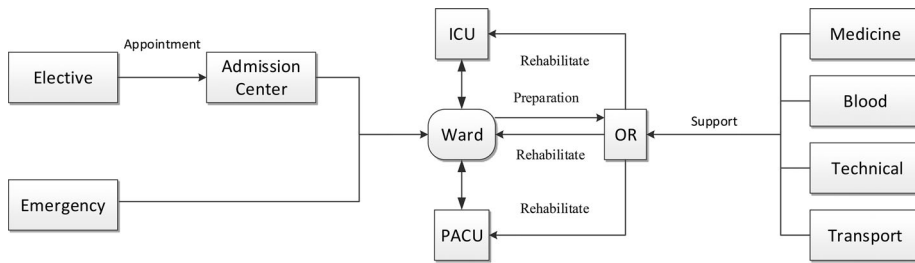 Elective
Appointment
Admission
Center
Emergency
ICU
Ward
PACU
Rehabilitate
Preparation
Rehabilitate
Rehabilitate
OR
Support
Medicine
Blood
Technical
Transport